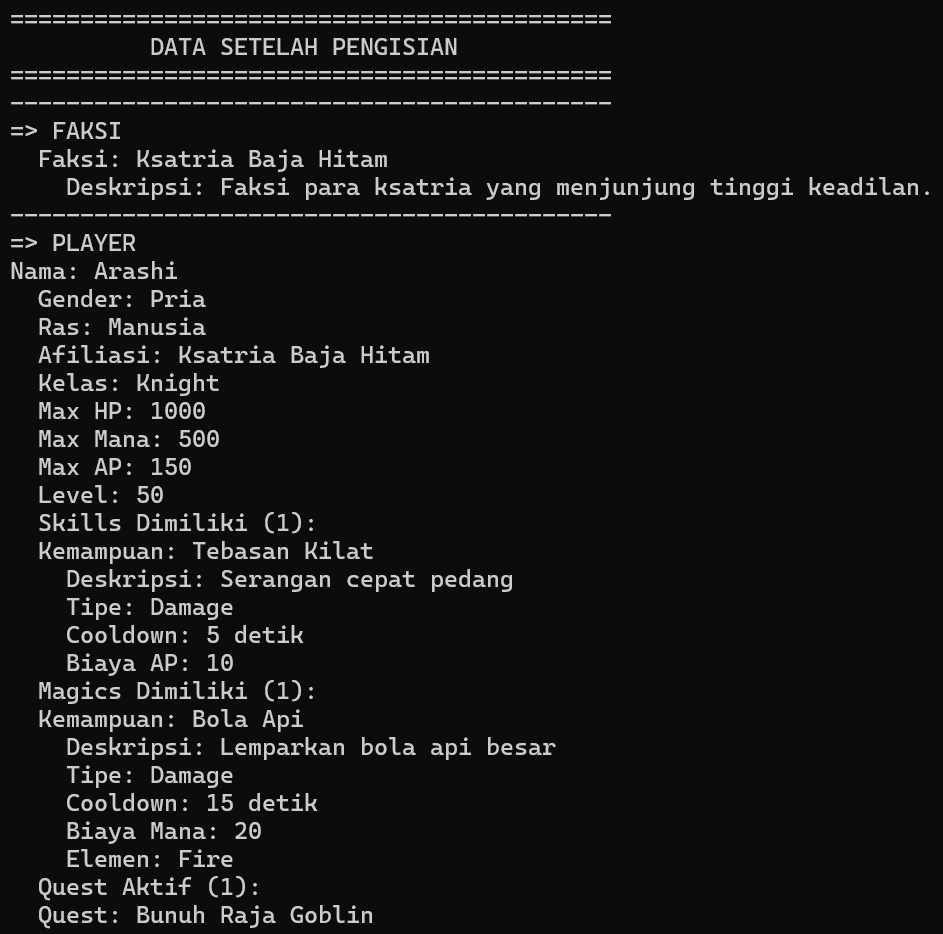 ===========================================
          DATA SETELAH PENGISIAN
===========================================
-------------------------------------------
=> FAKSI
  Faksi: Ksatria Baja Hitam
    Deskripsi: Faksi para ksatria yang menjunjung tinggi keadilan.
-------------------------------------------
=> PLAYER
Nama: Arashi
  Gender: Pria
  Ras: Manusia
  Afiliasi: Ksatria Baja Hitam
  Kelas: Knight
  Max HP: 1000
  Max Mana: 500
  Max AP: 150
  Level: 50
  Skills Dimiliki (1):
  Kemampuan: Tebasan Kilat
    Deskripsi: Serangan cepat pedang
    Tipe: Damage
    Cooldown: 5 detik
    Biaya AP: 10
  Magics Dimiliki (1):
  Kemampuan: Bola Api
    Deskripsi: Lemparkan bola api besar
    Tipe: Damage
    Cooldown: 15 detik
    Biaya Mana: 20
    Elemen: Fire
  Quest Aktif (1):
  Quest: Bunuh Raja Goblin